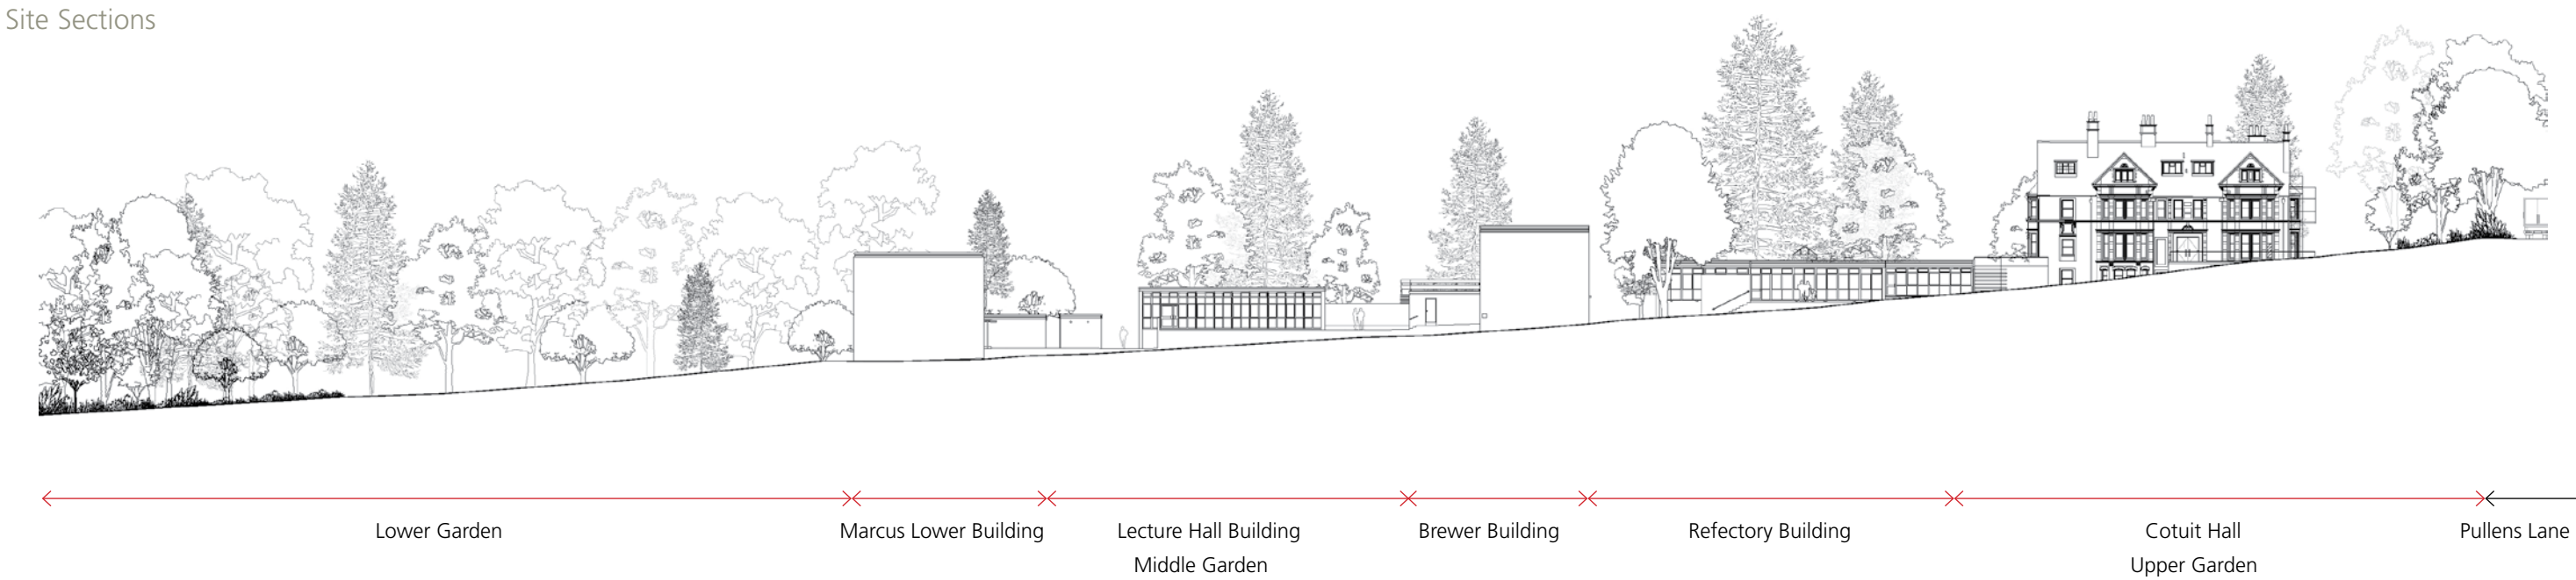 Site Sections
Lower Garden
Marcus Lower Building
Lecture Hall Building
Middle Garden
Brewer Building
Refectory Building
Cotuit Hall
Upper Garden
Pullens Lane